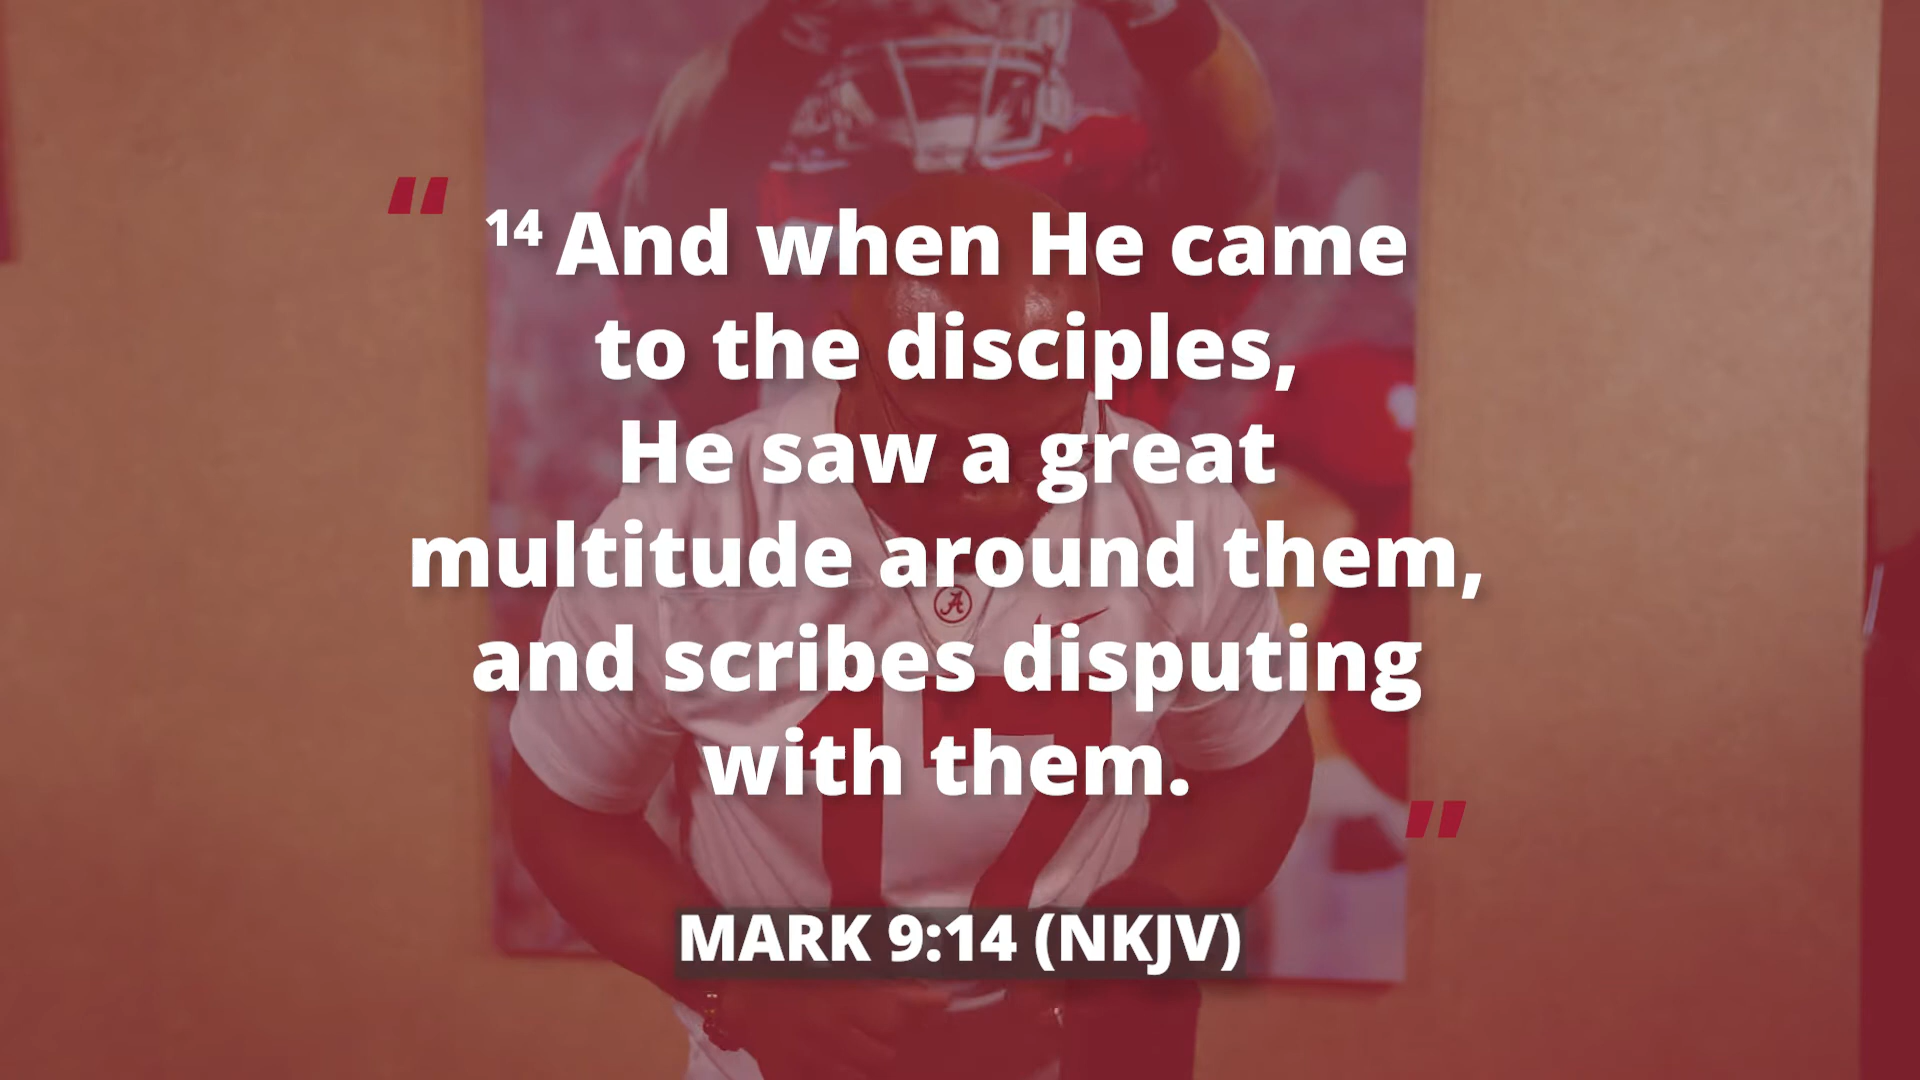 “
14 And when He came
to the disciples,
He saw a great
multitude around them,
and scribes disputing
with them.
”
MARK 9:14 (NKJV)
A
17